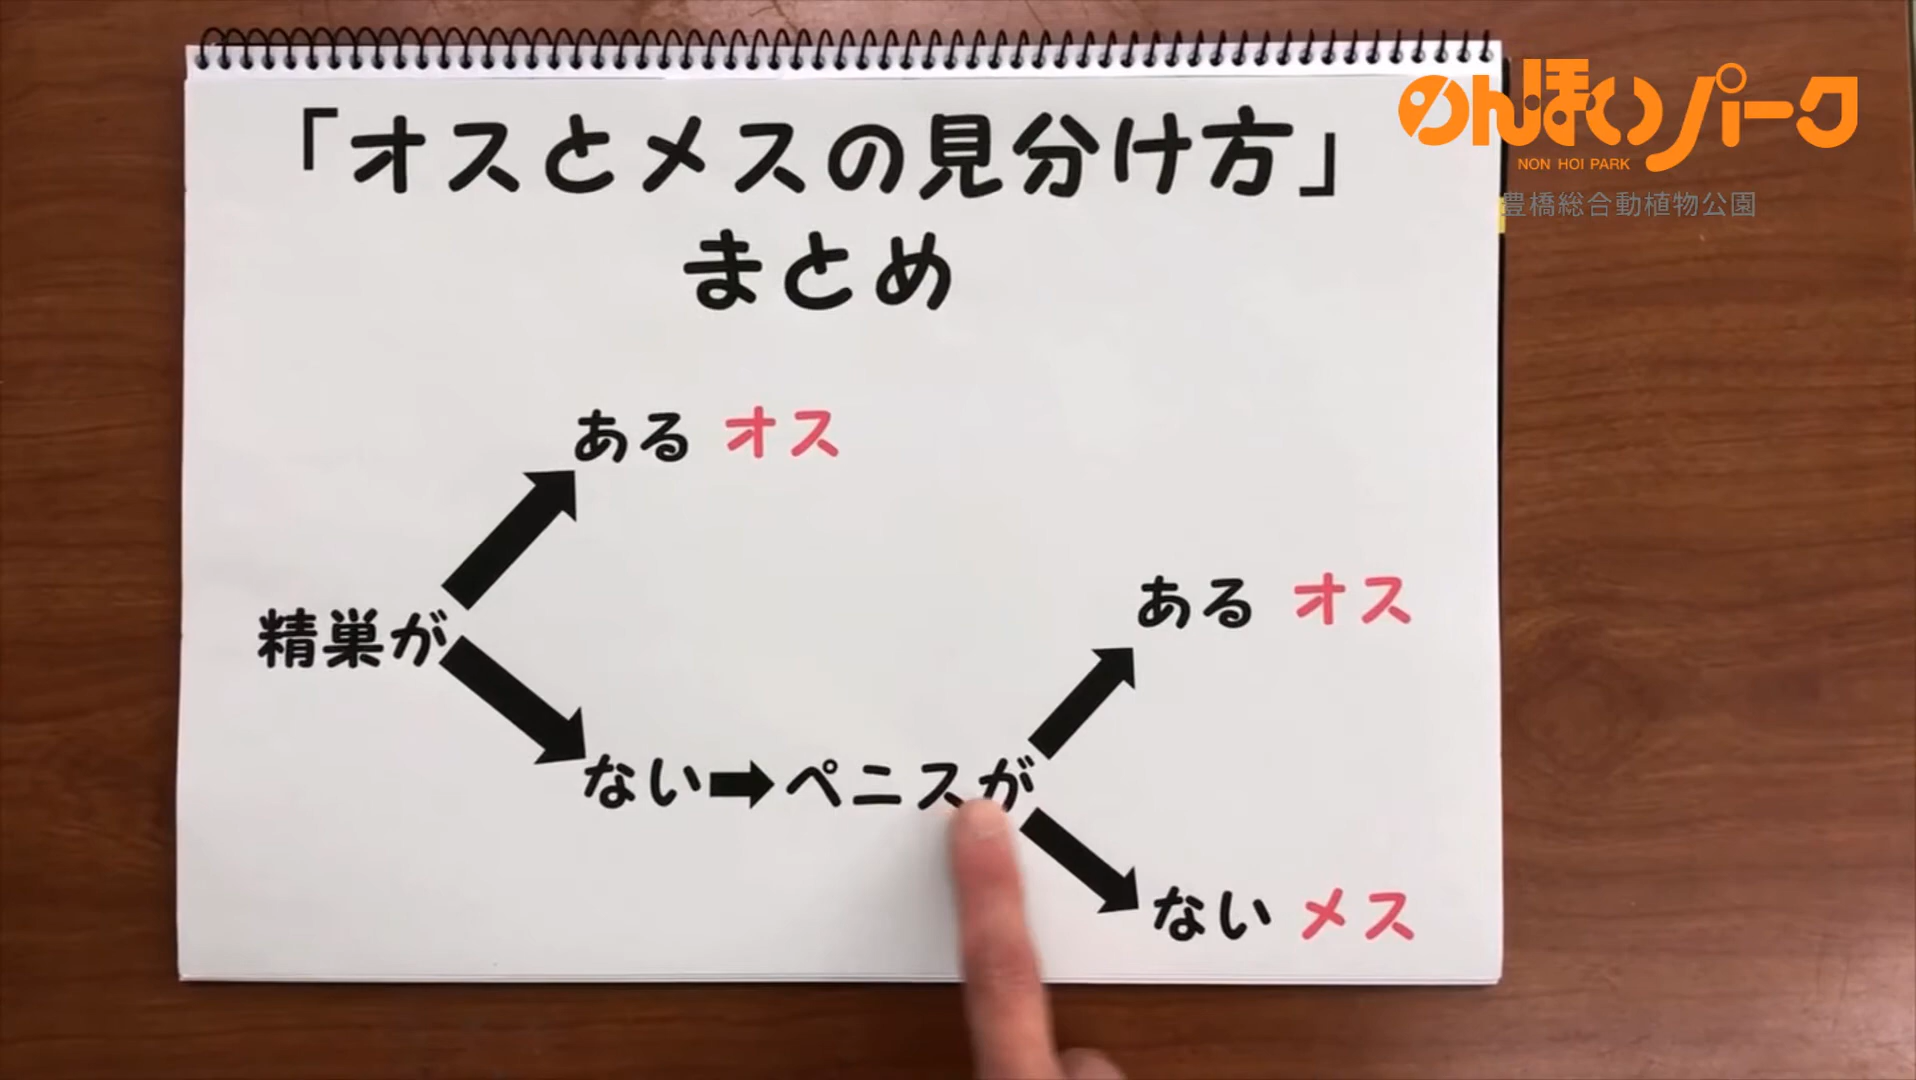 「オスとメスの見分け方」
まとめ
のんほいパーク
NON HOI PARK
豊橋総合動植物公園
ある オス
精巣が
ある オス
ない➡ペニスが
ない メス